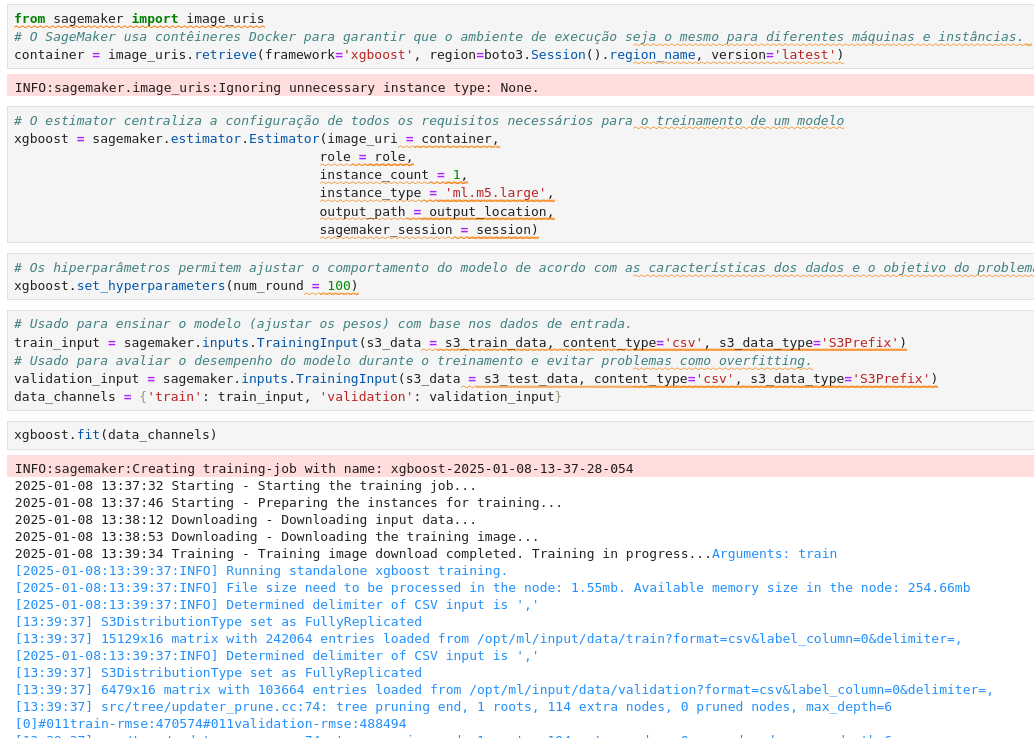 from sagemaker import image_uris
# O SageMaker usa contêineres Docker para garantir que o ambiente de execução seja o mesmo para diferentes máquinas e instâncias.
container = image_uris.retrieve(framework='xgboost', region=boto3.Session().region_name, version='latest')
INFO:sagemaker.image_uris:Ignoring unnecessary instance type: None.
# O estimator centraliza a configuração de todos os requisitos necessários para o treinamento de um modelo
xgboost = sagemaker.estimator.Estimator(image_uri = container,
role = role,
instance_count = 1,
instance_type = 'ml.m5.large',
output_path = output_location,
sagemaker_session = session)
# Os hiperparâmetros permitem ajustar o comportamento do modelo de acordo com as características dos dados e o objetivo do problema
xgboost.set_hyperparameters(num_round = 100)
# Usado para ensinar o modelo (ajustar os pesos) com base nos dados de entrada.
train_input = sagemaker.inputs.TrainingInput(s3_data = s3_train_data, content_type='csv', s3_data_type='S3Prefix')
# Usado para avaliar o desempenho do modelo durante o treinamento e evitar problemas como overfitting.
validation_input = sagemaker.inputs.TrainingInput(s3_data = s3_test_data, content_type='csv', s3_data_type='S3Prefix')
data_channels = {'train': train_input, 'validation': validation_input}
xgboost.fit(data_channels)
INFO:sagemaker:Creating training-job with name: xgboost-2025-01-08-13-37-28-054
2025-01-08 13:37:32 Starting - Starting the training job...
2025-01-08 13:37:46 Starting - Preparing the instances for training...
2025-01-08 13:38:12 Downloading - Downloading input data...
2025-01-08 13:38:53 Downloading - Downloading the training image...
2025-01-08 13:39:34 Training - Training image download completed. Training in progress...Arguments: train
[2025-01-08:13:39:37:INFO] Running standalone xgboost training.
[2025-01-08:13:39:37:INFO] File size need to be processed in the node: 1.55mb. Available memory size in the node: 254.66mb
[2025-01-08:13:39:37:INFO] Determined delimiter of CSV input is ','
[13:39:37] S3DistributionType set as FullyReplicated
[13:39:37] 15129x16 matrix with 242064 entries loaded from /opt/ml/input/data/train?format=csv&label_column=0&delimiter=,
[2025-01-08:13:39:37:INFO] Determined delimiter of CSV input is ','
[13:39:37] S3DistributionType set as FullyReplicated
[13:39:37] 6479x16 matrix with 103664 entries loaded from /opt/ml/input/data/validation?format=csv&label_column=0&delimiter=,
[13:39:37] src/tree/updater_prune.cc:74: tree pruning end, 1 roots, 114 extra nodes, 0 pruned nodes, max_depth=6
[0]#011train-rmse:470574#011validation-rmse:488494